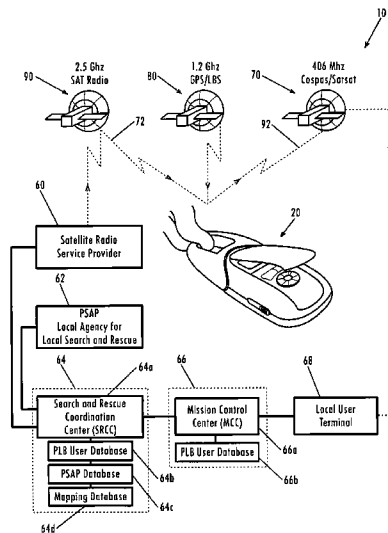 10
2.5 Ghz
SAT Radio
90
1.2 Ghz
GPS/LBS
80
406 Mhz
Cospas/Satsat
70
72
92
60
Satellite Radio
Service Provider
20
62
PSAP
Local Agency for
Local Search and Rescue
64
64a
66
68
Search and Rescue
Coordination
Center (SRCC)
Mission Control
Center (MCC)
66a
Local User
Terminal
PLB User Database
64b
PLB User Database
66b
PSAP Database
64c
Mapping Database
64d